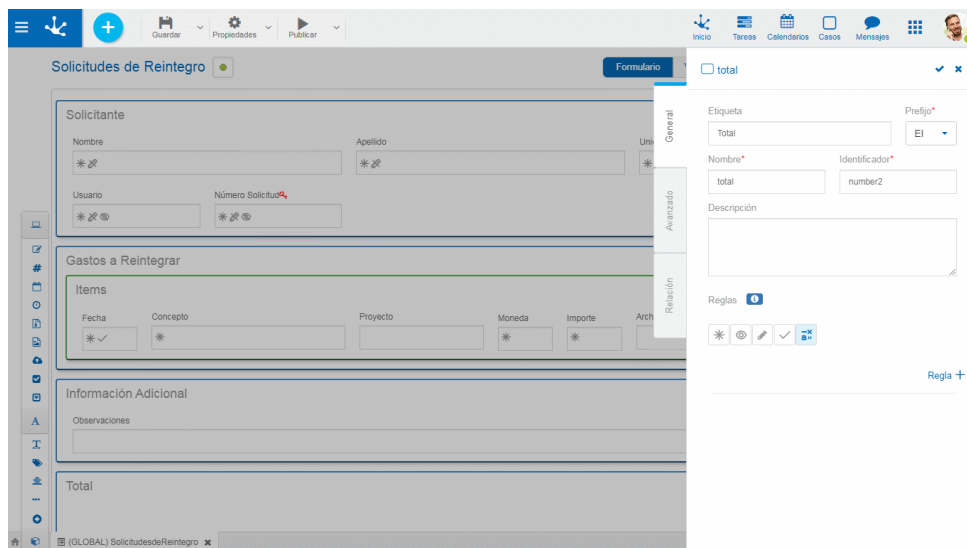 Guardar
Propiedades
Publicar
Inicio
Tareas
Calendarios
Casos
Mensajes
Solicitudes de Reintegro
Formulario
Solicitante
Nombre
Apellido
Usuario
Número Solicitud
Gastos a Reintegrar
Items
Fecha
Concepto
Proyecto
Moneda
Importe
Información Adicional
Observaciones
Total
(GLOBAL) SolicitudesdeReintegro
General
Avanzado
Relación
total
Etiqueta
Prefijo*
Total
El
Nombre*
Identificador*
total
number2
Descripción
Reglas
Regla +